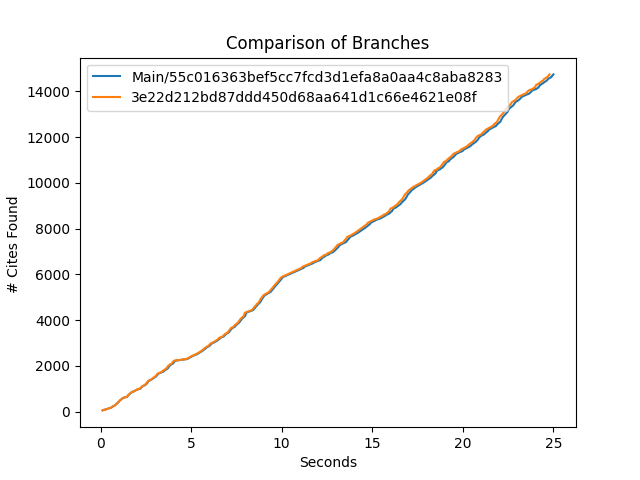 Comparison of Branches
Main/55c016363bef5cc7fcd3d1efa8a0aa4c8aba8283
3e22d212bd87ddd450d68aa641d1c66e4621e08f
14000
12000
10000
8000
6000
4000
2000
0
# Cites Found
0 5 10 15 20 25
Seconds